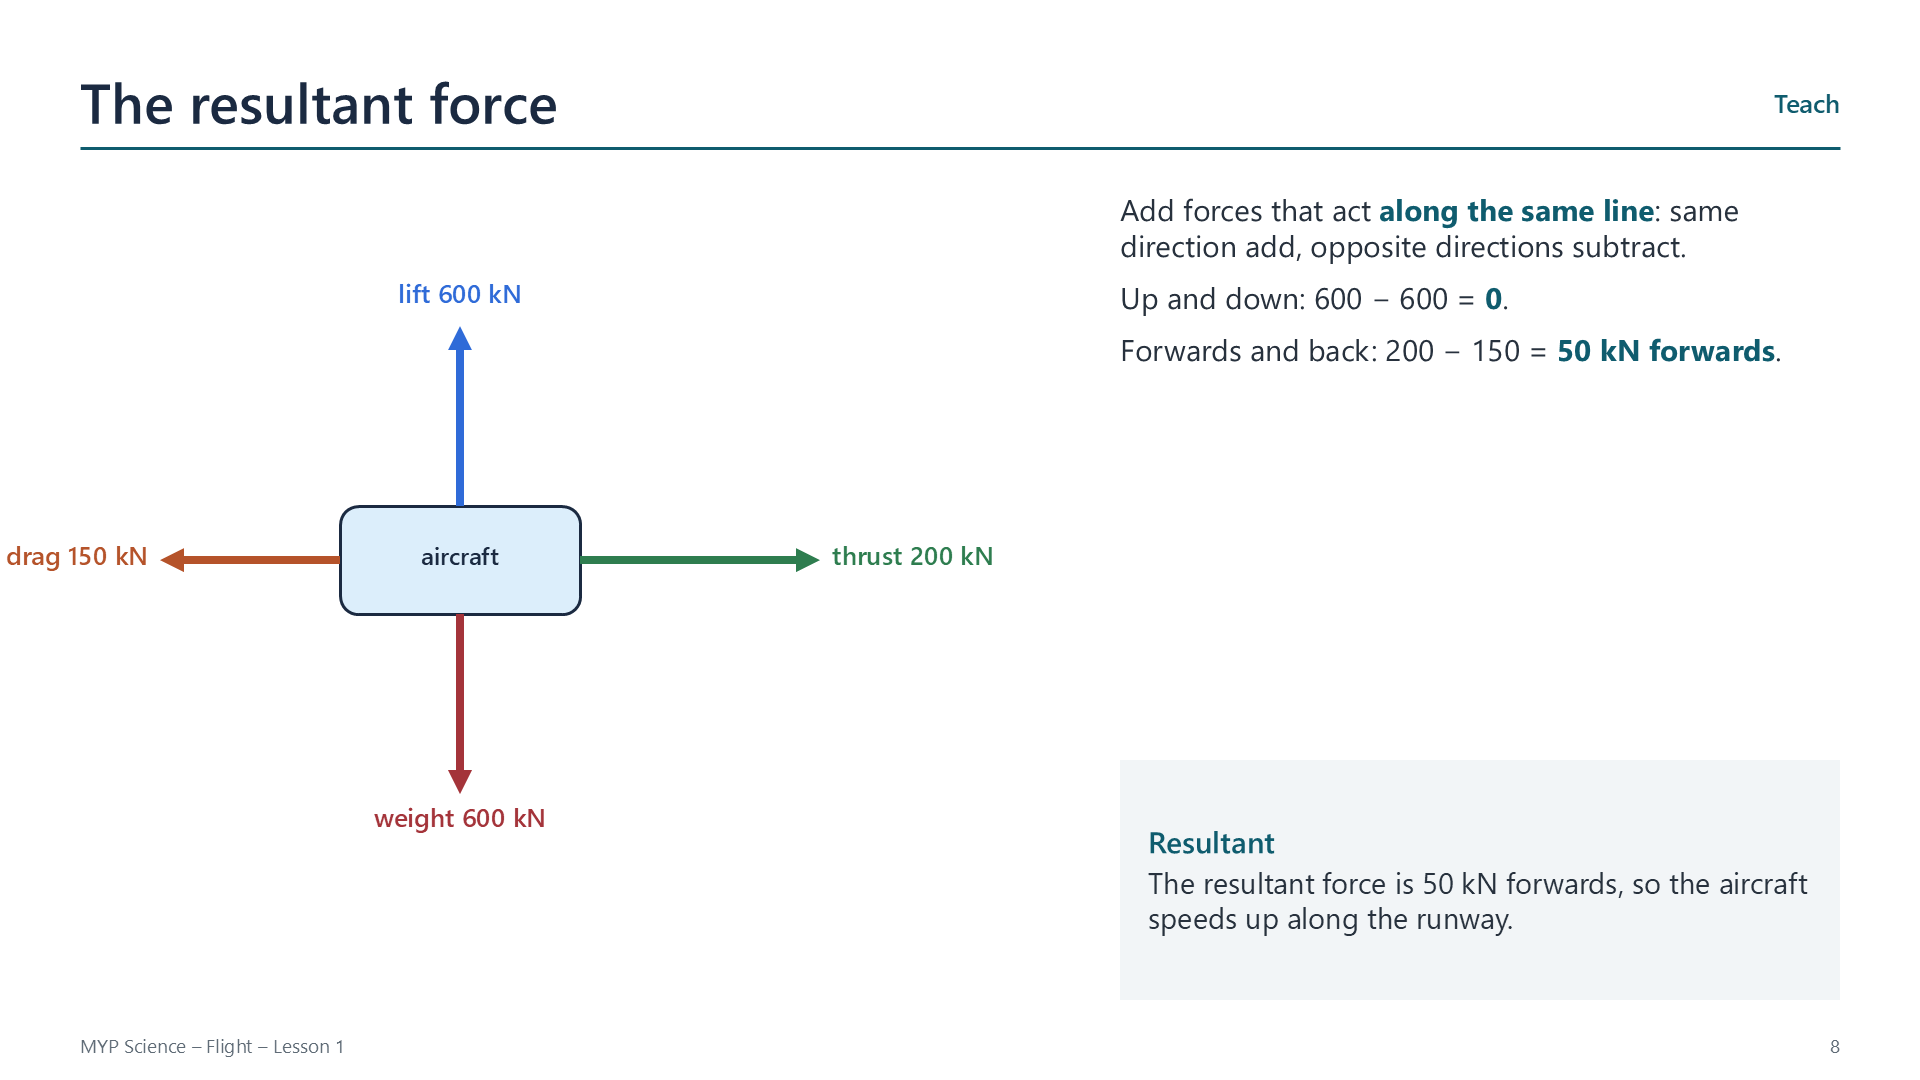 The resultant force
Teach
lift 600 kN
drag 150 kN
aircraft
thrust 200 kN
weight 600 kN
Add forces that act along the same line: same
direction add, opposite directions subtract.
Up and down: 600 − 600 = 0.
Forwards and back: 200 − 150 = 50 kN forwards.
Resultant
The resultant force is 50 kN forwards, so the aircraft
speeds up along the runway.
MYP Science – Flight – Lesson 1
8